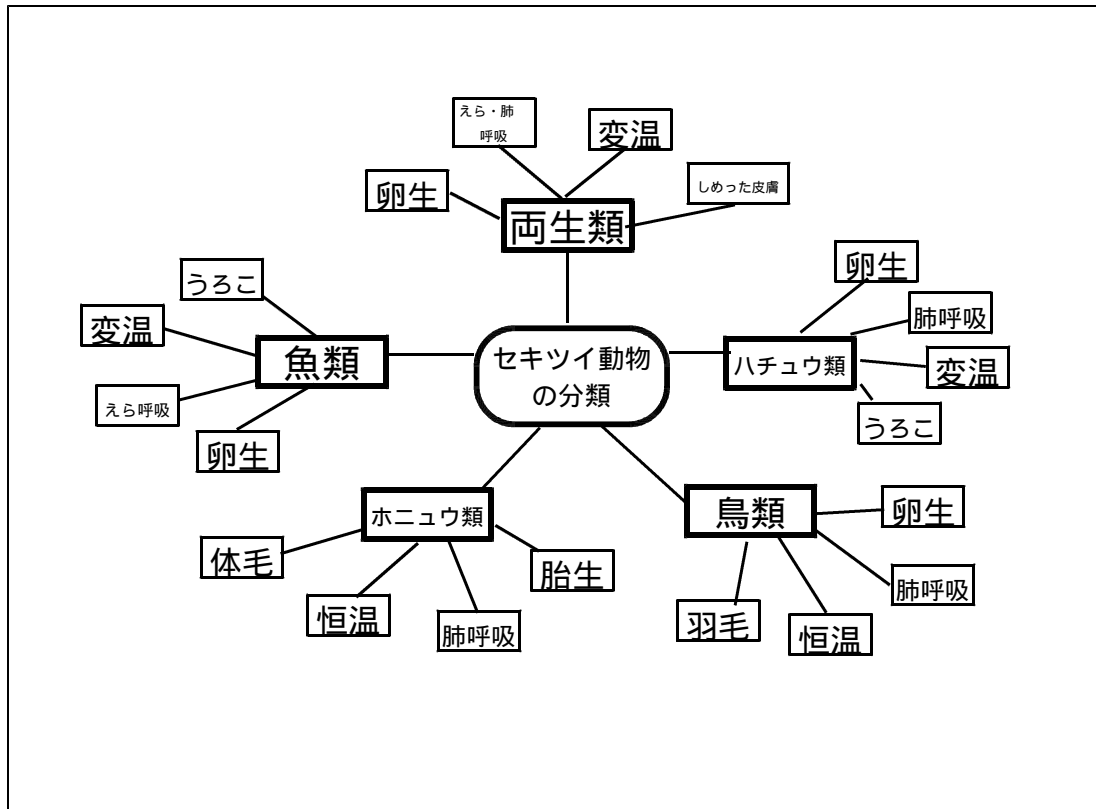 えら・肺
呼吸
変温
卵生
しめった皮膚
両生類
卵生
うろこ
肺呼吸
変温
魚類
セキツイ動物
の分類
ハチュウ類
変温
えら呼吸
うろこ
卵生
ホニュウ類
鳥類
卵生
体毛
胎生
肺呼吸
恒温
肺呼吸
羽毛
恒温